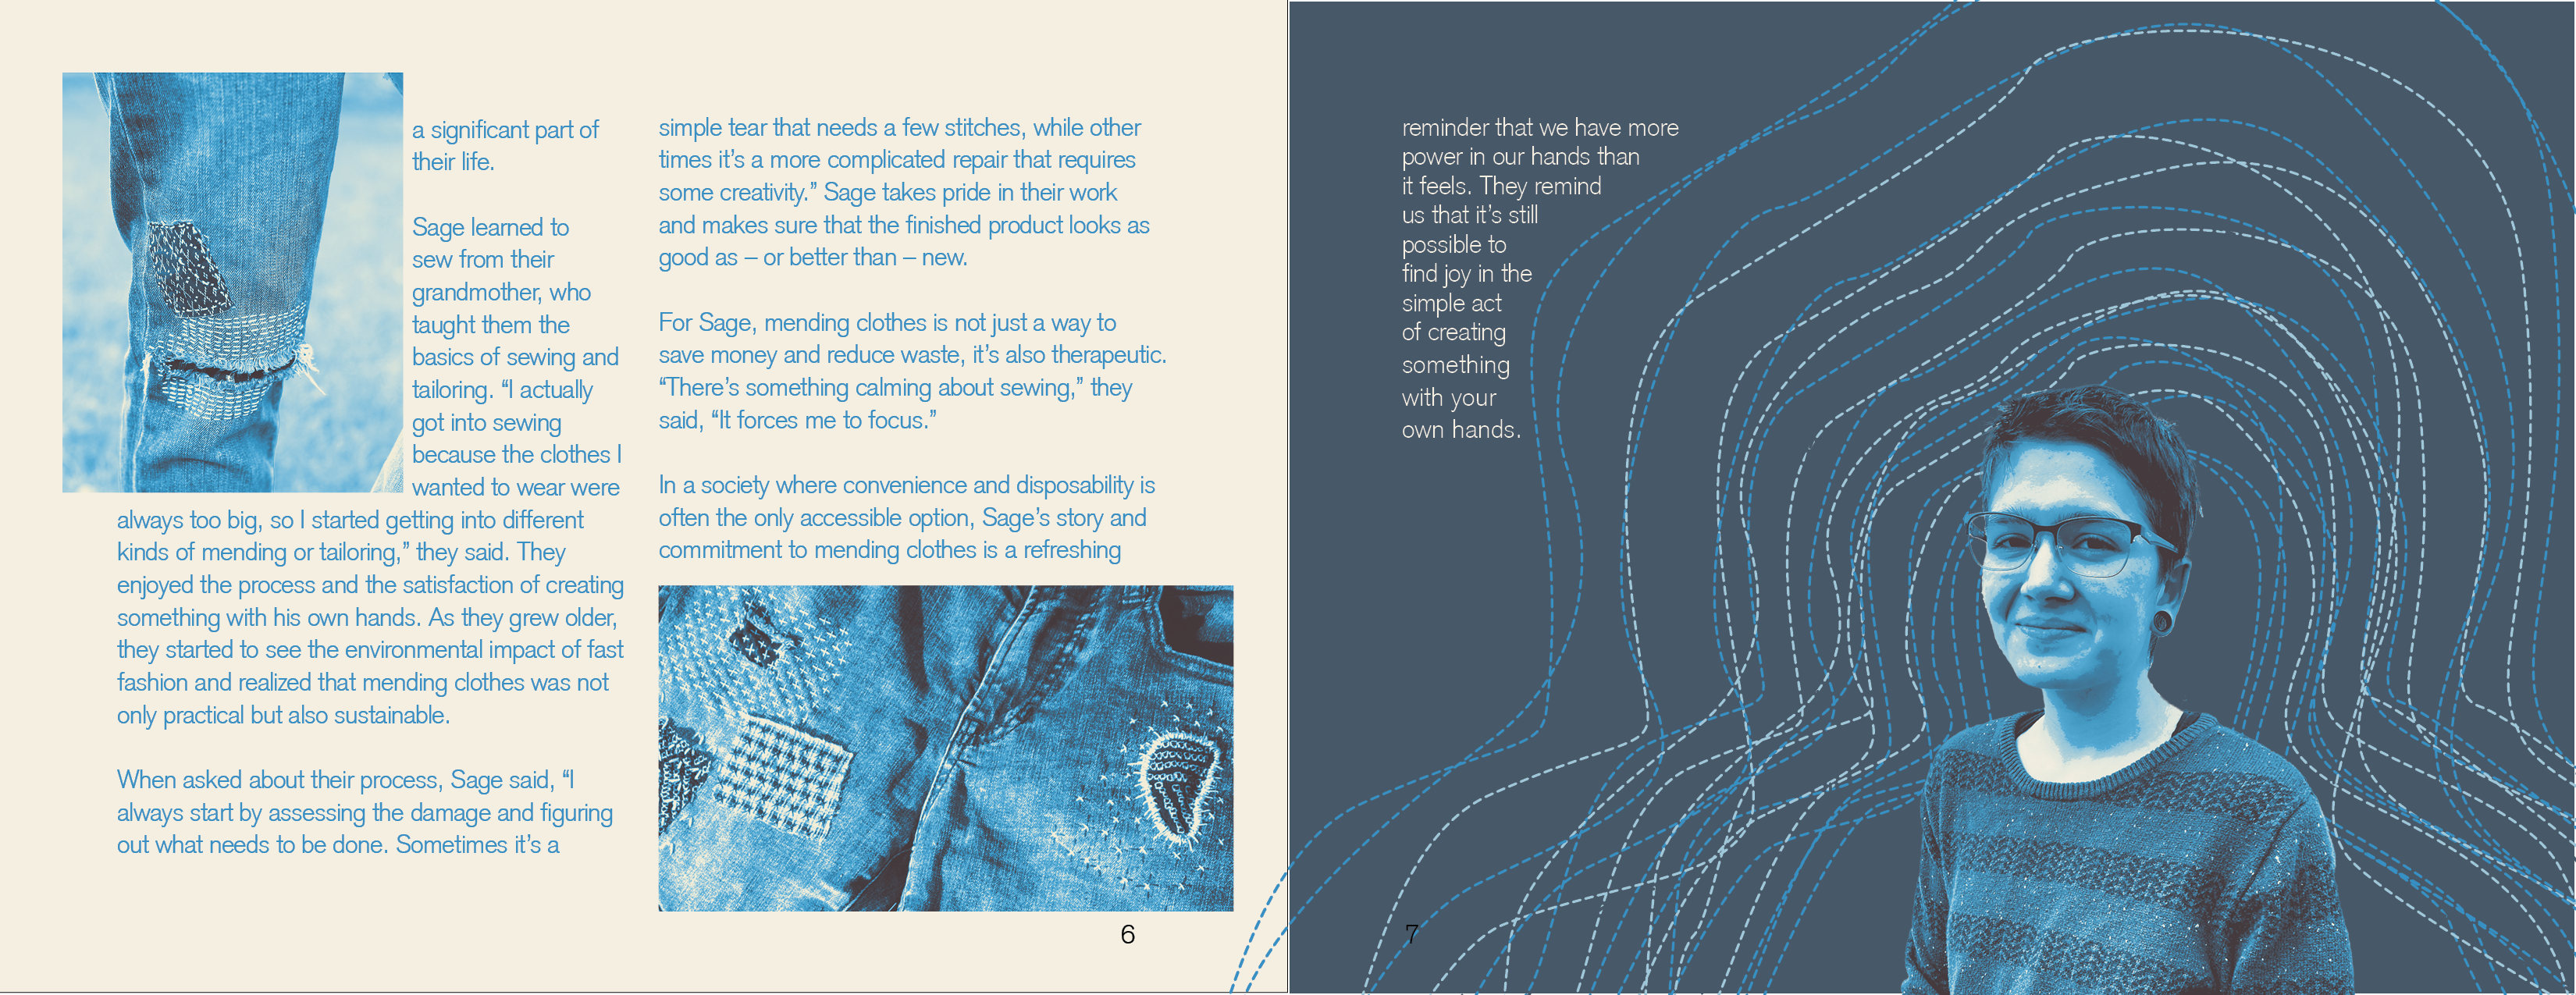 a significant part of
their life.
Sage learned to
sew from their
grandmother, who
taught them the
basics of sewing and
tailoring. “I actually
got into sewing
because the clothes I
wanted to wear were
always too big, so I started getting into different
kinds of mending or tailoring,” they said. They
enjoyed the process and the satisfaction of creating
something with his own hands. As they grew older,
they started to see the environmental impact of fast
fashion and realized that mending clothes was not
only practical but also sustainable.
When asked about their process, Sage said, “I
always start by assessing the damage and figuring
out what needs to be done. Sometimes it’s a
simple tear that needs a few stitches, while other
times it’s a more complicated repair that requires
some creativity.” Sage takes pride in their work
and makes sure that the finished product looks as
good as – or better than – new.
For Sage, mending clothes is not just a way to
save money and reduce waste, it’s also therapeutic.
“There’s something calming about sewing,” they
said, “It forces me to focus.”
In a society where convenience and disposability is
often the only accessible option, Sage’s story and
commitment to mending clothes is a refreshing
6
reminder that we have more
power in our hands than
it feels. They remind
us that it’s still
possible to
find joy in the
simple act
of creating
something
with your
own hands.
7